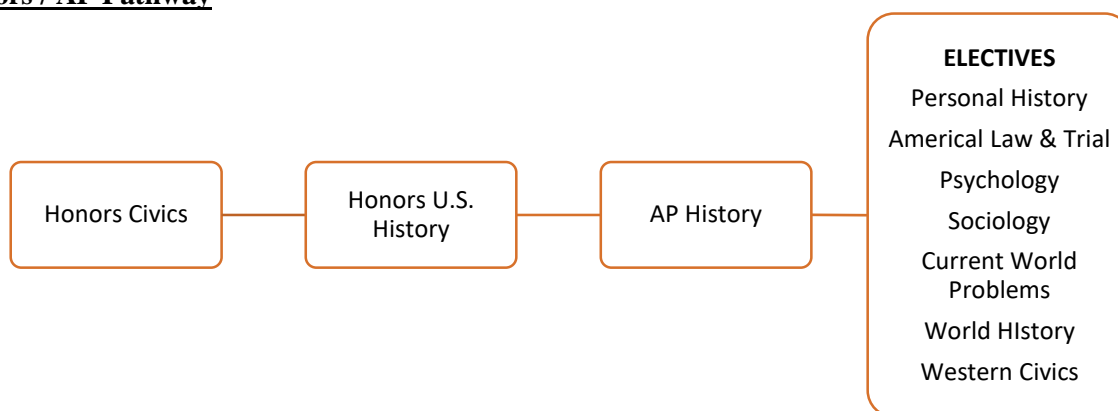 / AP Pathway
ELECTIVES
Personal History
Americal Law & Trial
Psychology
Sociology
Current World
Problems
World HIstory
Western Civics
Honors Civics
Honors U.S.
History
AP History